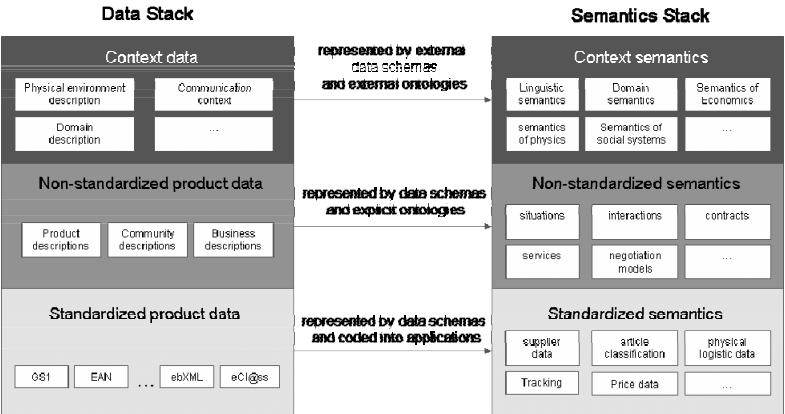 Data Stack
Semantics Stack
Context data
Physical environment
description
Communication
context
Domain
description
...
represented by external
data schemas
and external ontologies
Context semantics
Linguistic
semantics
Domain
semantics
Semantics of
Economics
semantics
of physics
Semantics of
social systems
...
Non-standardized product data
Product
descriptions
Community
descriptions
Business
descriptions
represented by data schemas
and explicit ontologies
Non-standardized semantics
situations
interactions
contracts
services
negotiation
models
...
Standardized product data
GS1
EAN
...
ebXML
eCl@ss
represented by data schemas
and coded into applications
Standardized semantics
supplier
data
article
classification
physical
logistic data
Tracking
Price data
...